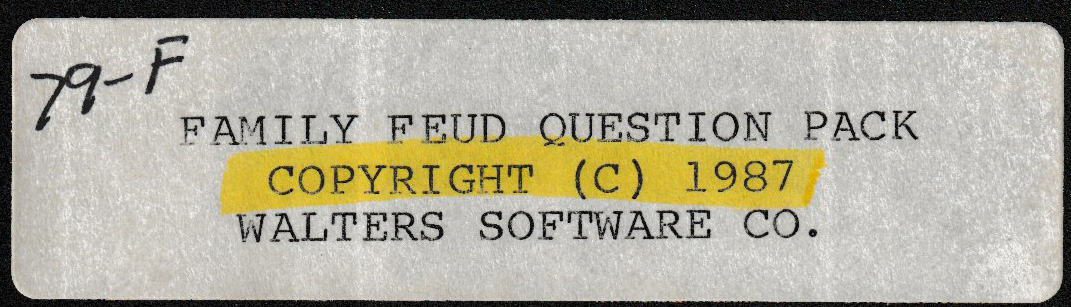 79-F
FAMILY FEUD QUESTION PACK
COPYRIGHT (C) 1987
WALTERS SOFTWARE CO.